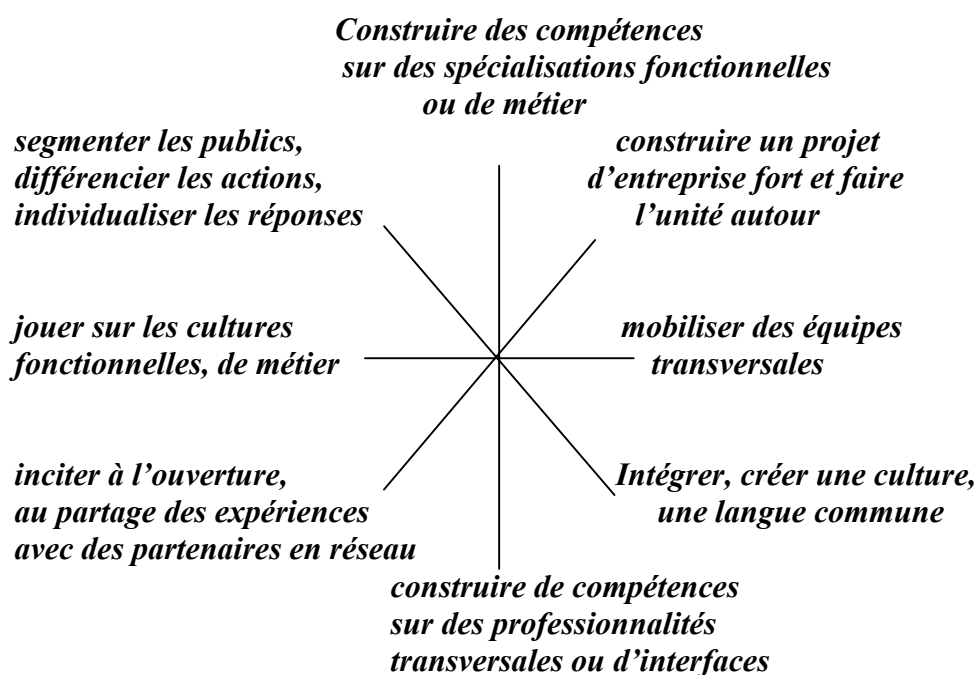 Construire des compétences
sur des spécialisations fonctionnelles
ou de métier
segmenter les publics,
différencier les actions,
individualiser les réponses
construire un projet
d’entreprise fort et faire
l’unité autour
jouer sur les cultures
fonctionnelles, de métier
mobiliser des équipes
transversales
inciter à l’ouverture,
au partage des expériences
avec des partenaires en réseau
Intégrer, créer une culture,
une langue commune
construire de compétences
sur des professionnalités
transversales ou d’interfaces